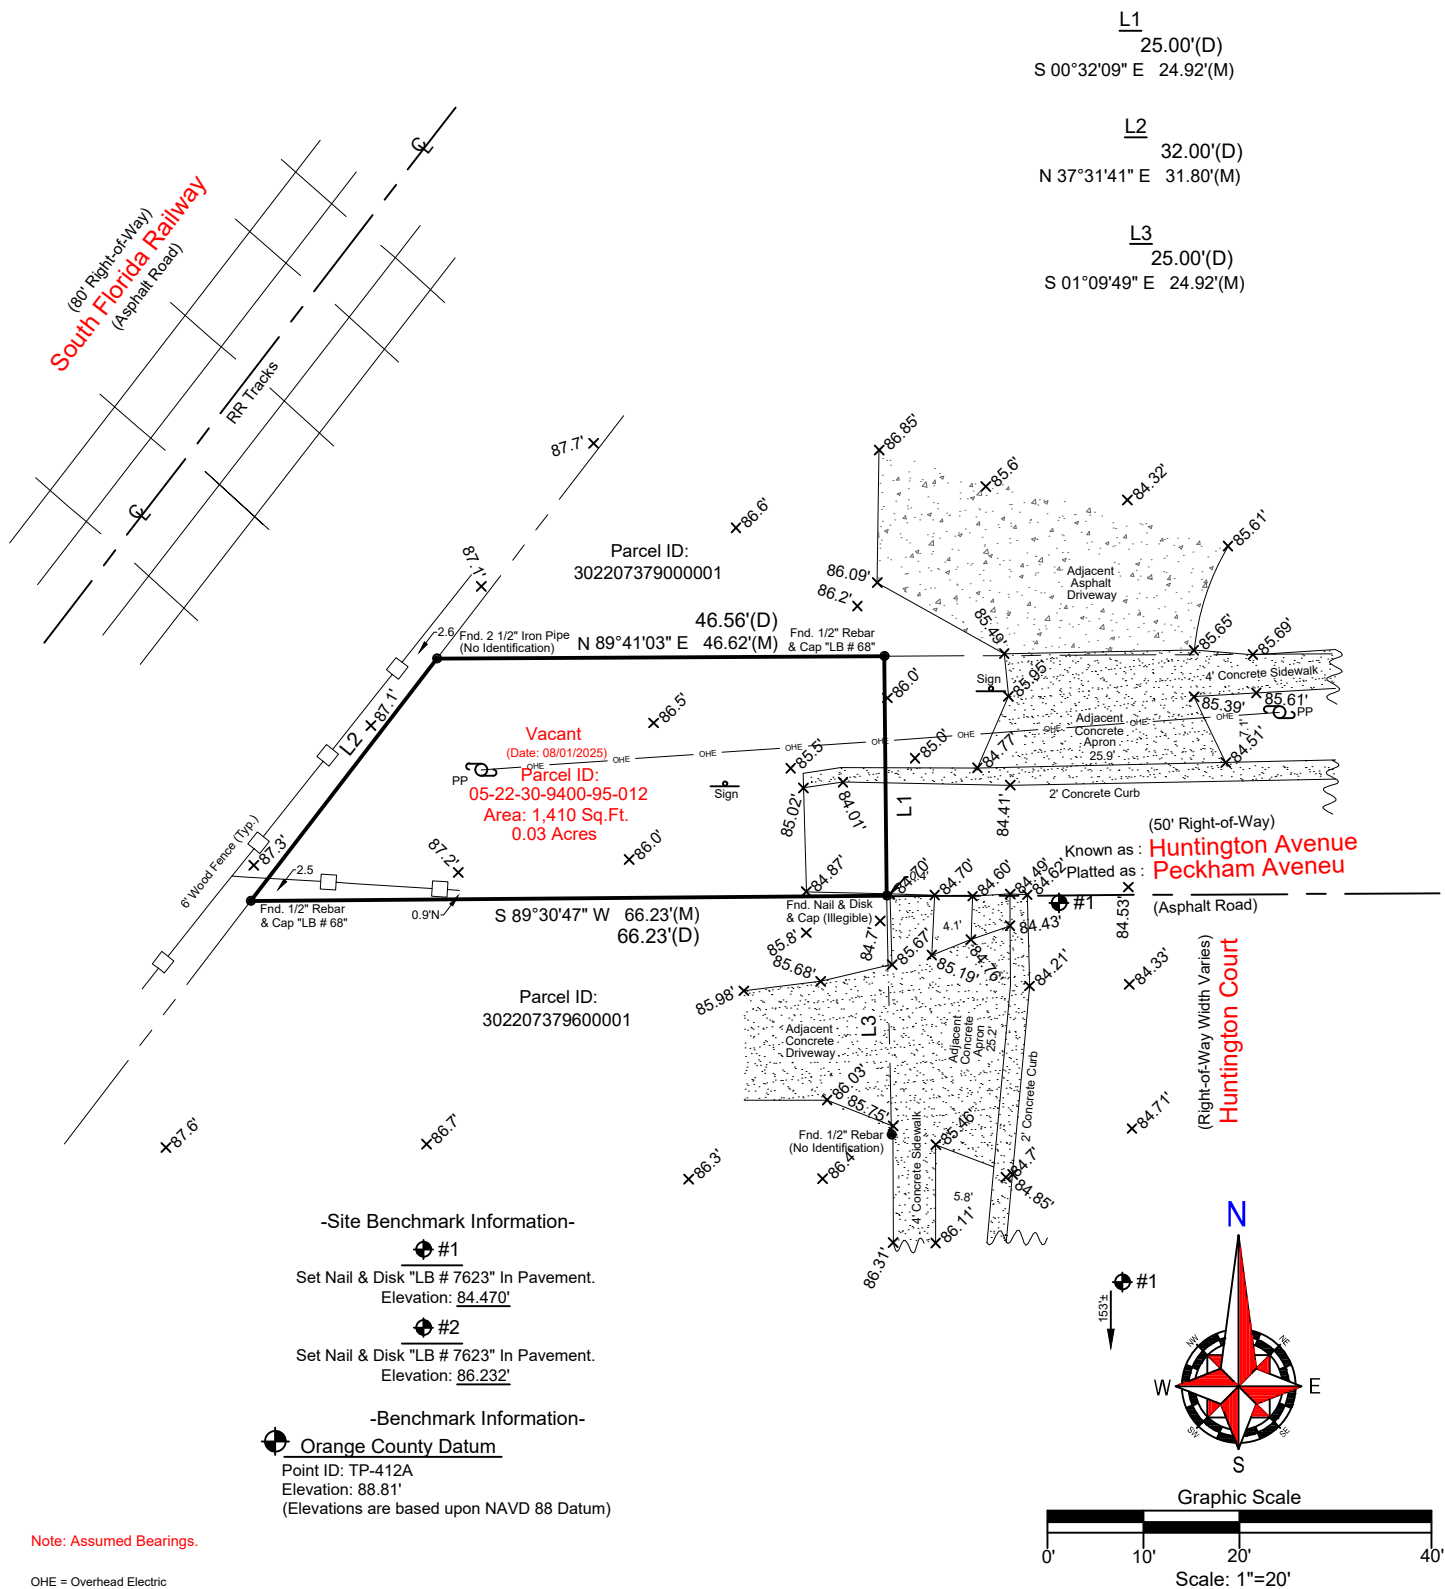 L1
25.00'(D)
S 00°32'09" E 24.92'(M)
L2
32.00'(D)
N 37°31'41" E 31.80'(M)
L3
25.00'(D)
S 01°09'49" E 24.92'(M)
(80' Right-of-Way)
South Florida Railway
(Asphalt Road)
RR Tracks
87.7'
86.6'
87.1'
86.85'
85.6'
84.32'
85.61'
Parcel ID:
302207379000001
86.09'
86.2'
Adjacent
Asphalt
Driveway
85.49'
85.65'
85.69'
46.56'(D)
N 89°41'03" E 46.62'(M)
2.6
Fnd. 2 1/2" Iron Pipe
(No Identification)
Fnd. 1/2" Rebar
& Cap "LB # 68"
4' Concrete Sidewalk
Sign
86.0'
85.95'
85.39'
85.61'
PP
7.1'
87.1'
L2
86.5'
Adjacent
Concrete
Apron
25.9'
OHE OHE OHE OHE OHE OHE OHE
Vacant
(Date: 08/01/2025)
Parcel ID:
05-22-30-9400-95-012
Area: 1,410 Sq.Ft.
0.03 Acres
PP
Sign
85.5'
85.0'
84.77'
84.51'
85.02'
84.01'
L1
84.41'
2' Concrete Curb
6' Wood Fence (Typ.)
87.3'
87.2'
86.0'
(50' Right-of-Way)
Known as : Huntington Avenue
Platted as : Peckham Aveneu
(Asphalt Road)
2.5
0.9'N
84.87'
84.70'
0.4'
84.70'
84.60'
84.49'
84.62'
#1
84.53'
Fnd. 1/2" Rebar
& Cap "LB # 68"
S 89°30'47" W 66.23'(M)
66.23'(D)
Fnd. Nail & Disk
& Cap (Illegible)
85.8'
84.7'
4.1'
84.43'
85.68'
85.67'
85.19'
84.76'
84.21'
84.33'
85.98'
Parcel ID:
302207379600001
Adjacent
Concrete
Driveway
L3
Adjacent
Concrete
Apron
25.2'
2' Concrete Curb
(Right-of-Way Width Varies)
Huntington Court
86.03'
85.75'
84.71'
87.6'
86.7'
86.3'
86.4'
Fnd. 1/2" Rebar
(No Identification)
4' Concrete Sidewalk
85.46'
84.7'
84.85'
5.8'
86.31'
86.11'
-Site Benchmark Information-
#1
Set Nail & Disk "LB # 7623" In Pavement.
Elevation: 84.470'
#2
Set Nail & Disk "LB # 7623" In Pavement.
Elevation: 86.232'
-Benchmark Information-
Orange County Datum
Point ID: TP-412A
Elevation: 88.81'
(Elevations are based upon NAVD 88 Datum)
#1
153'±
N
NW NE
W E
SW SE
S
Graphic Scale
0' 10' 20' 40'
Scale: 1"=20'
Note: Assumed Bearings.
OHE = Overhead Electric